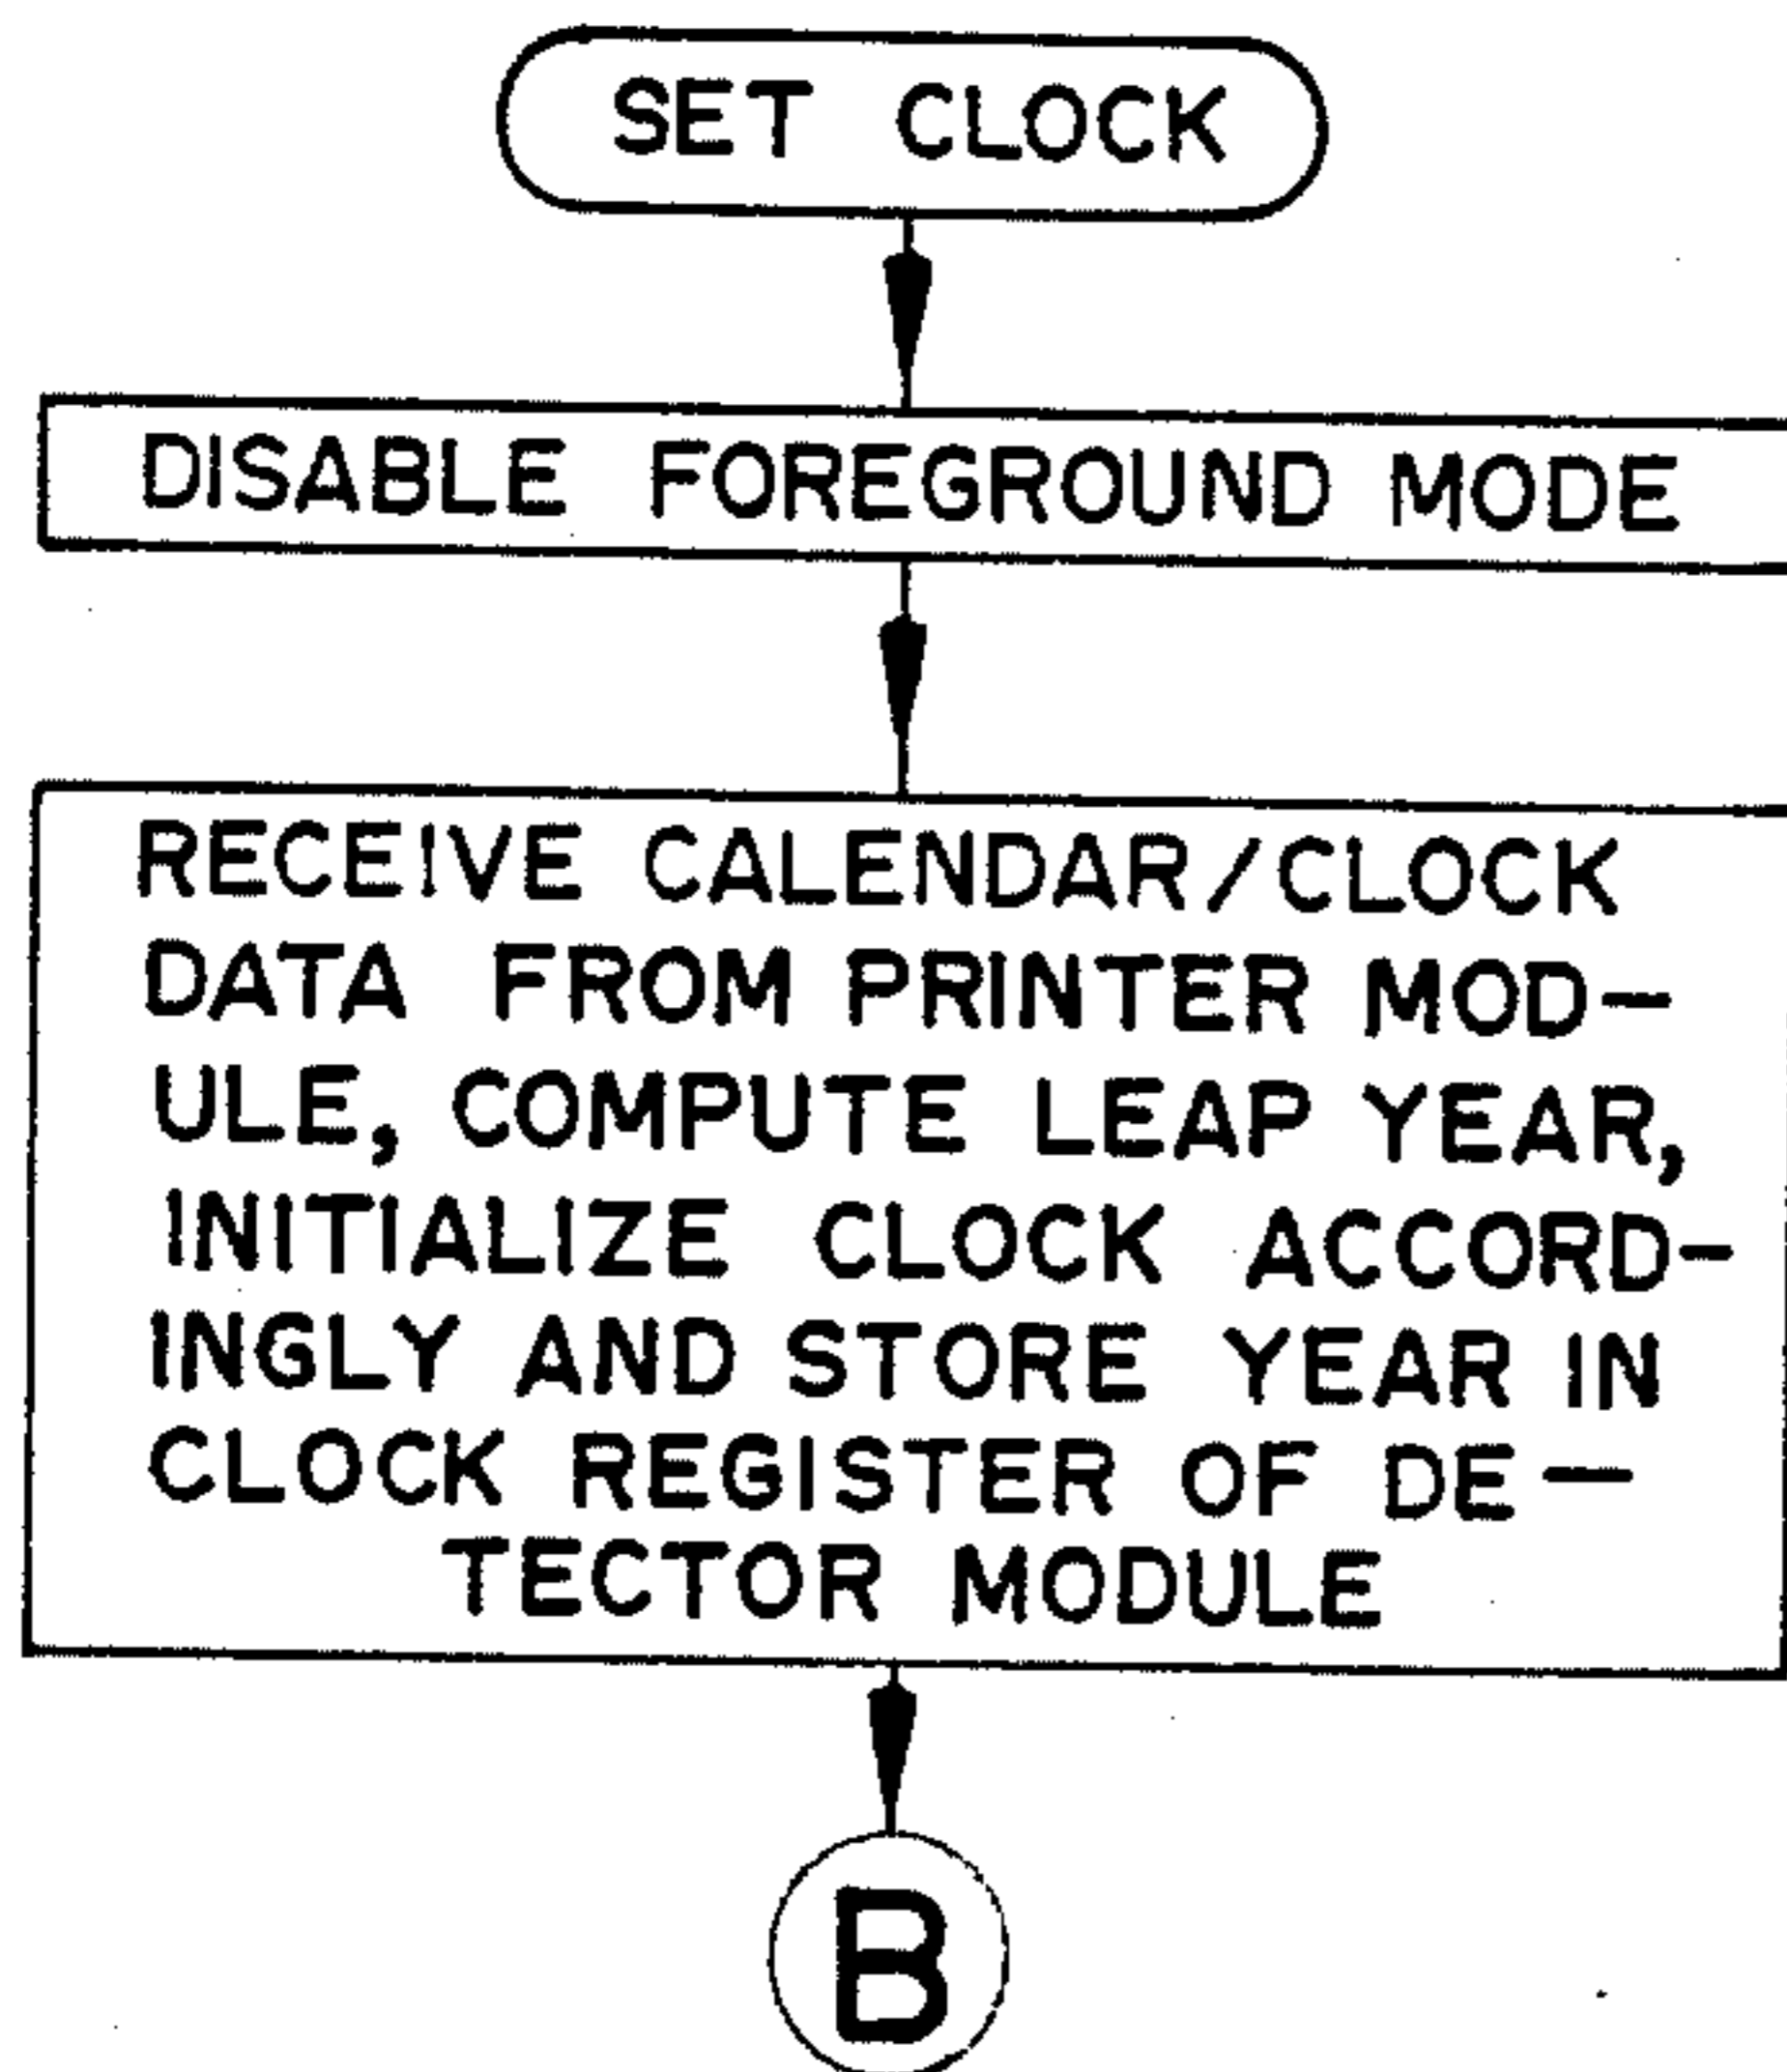 SET CLOCK
DISABLE FOREGROUND MODE
RECEIVE CALENDAR/CLOCK
DATA FROM PRINTER MOD-
ULE, COMPUTE LEAP YEAR,
INITIALIZE CLOCK ACCORD-
INGLY AND STORE YEAR IN
CLOCK REGISTER OF DE-
TECTOR MODULE
B